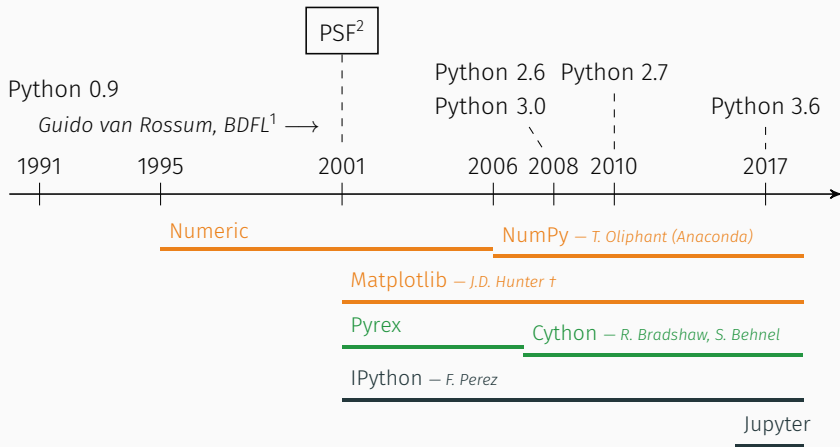 PSF²
Python 2.6 Python 2.7
Python 0.9
Python 3.0 Python 3.6
Guido van Rossum, BDFL¹
1991 1995 2001 2006 2008 2010 2017
Numeric
NumPy — T. Oliphant (Anaconda)
Matplotlib — J.D. Hunter †
Pyrex
Cython — R. Bradshaw, S. Behnel
IPython — F. Perez
Jupyter